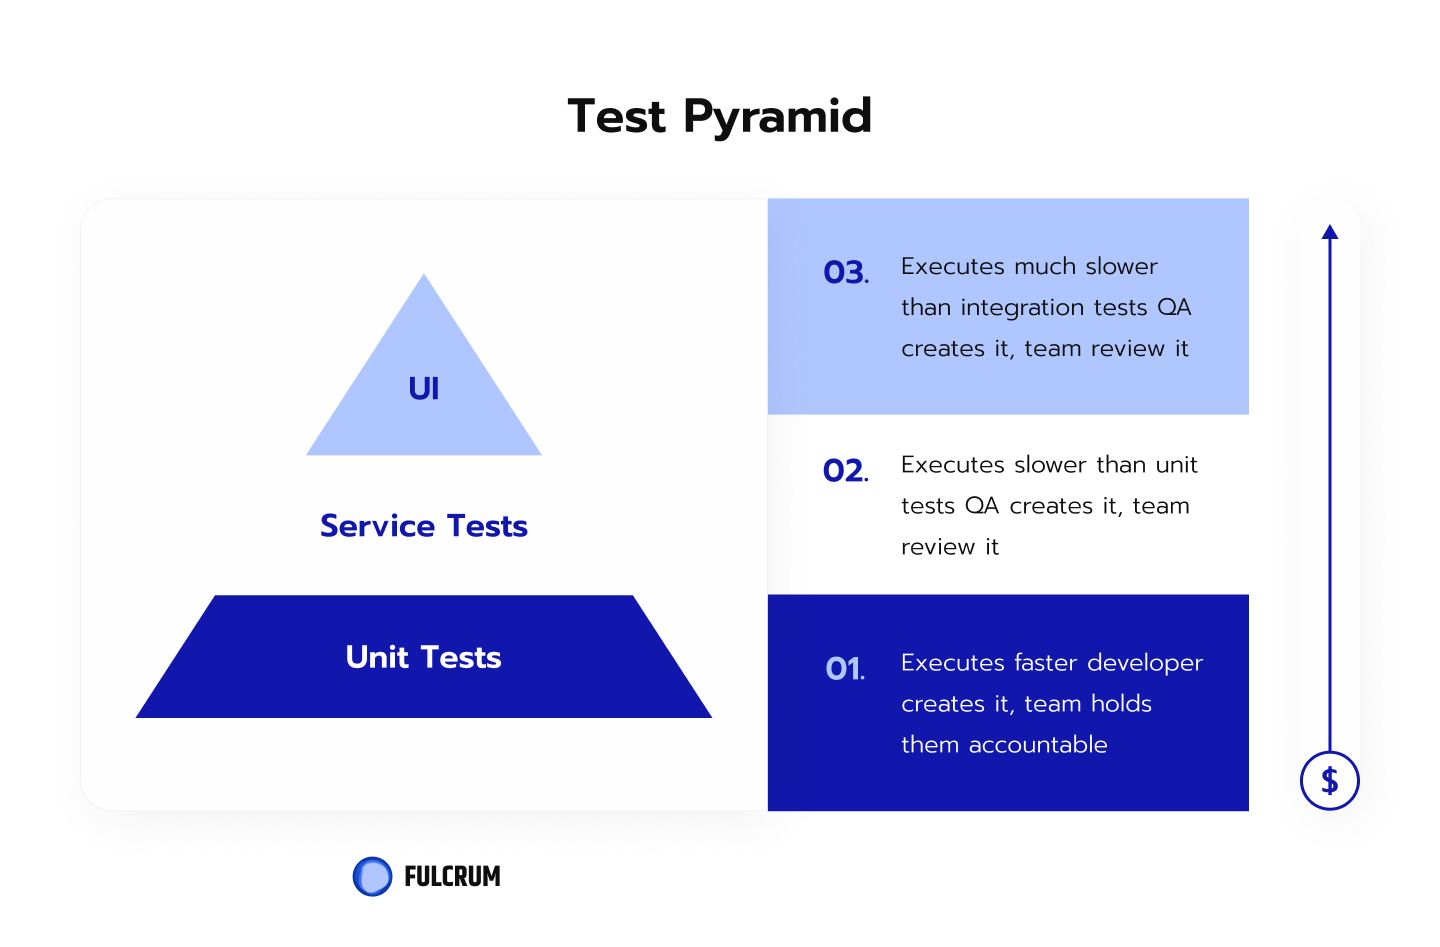 Test Pyramid
UI
Service Tests
Unit Tests
03.
Executes much slower
than integration tests QA
creates it, team review it
02.
Executes slower than unit
tests QA creates it, team
review it
01.
Executes faster developer
creates it, team holds
them accountable
$
FULCRUM